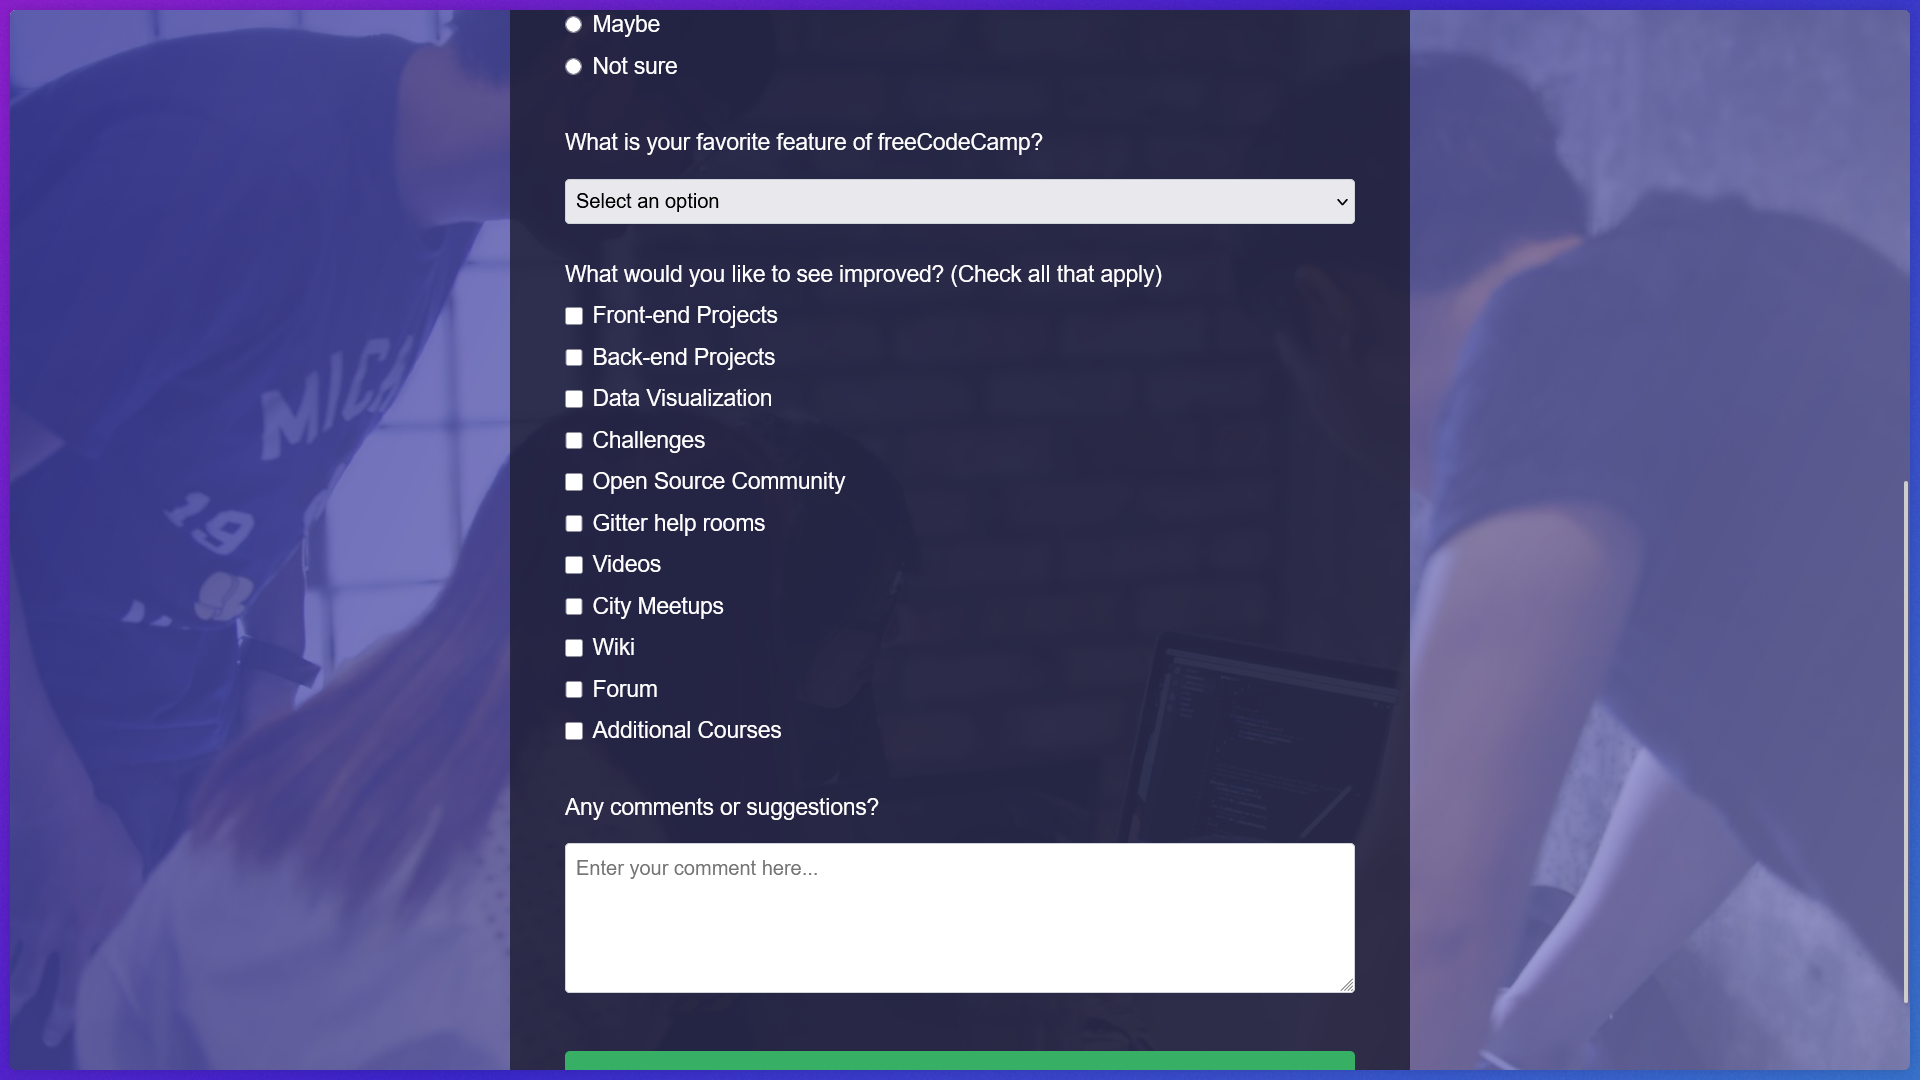 Maybe
Not sure
What is your favorite feature of freeCodeCamp?
Select an option
What would you like to see improved? (Check all that apply)
Front-end Projects
Back-end Projects
Data Visualization
Challenges
Open Source Community
Gitter help rooms
Videos
City Meetups
Wiki
Forum
Additional Courses
Any comments or suggestions?
Enter your comment here...
MICH
19